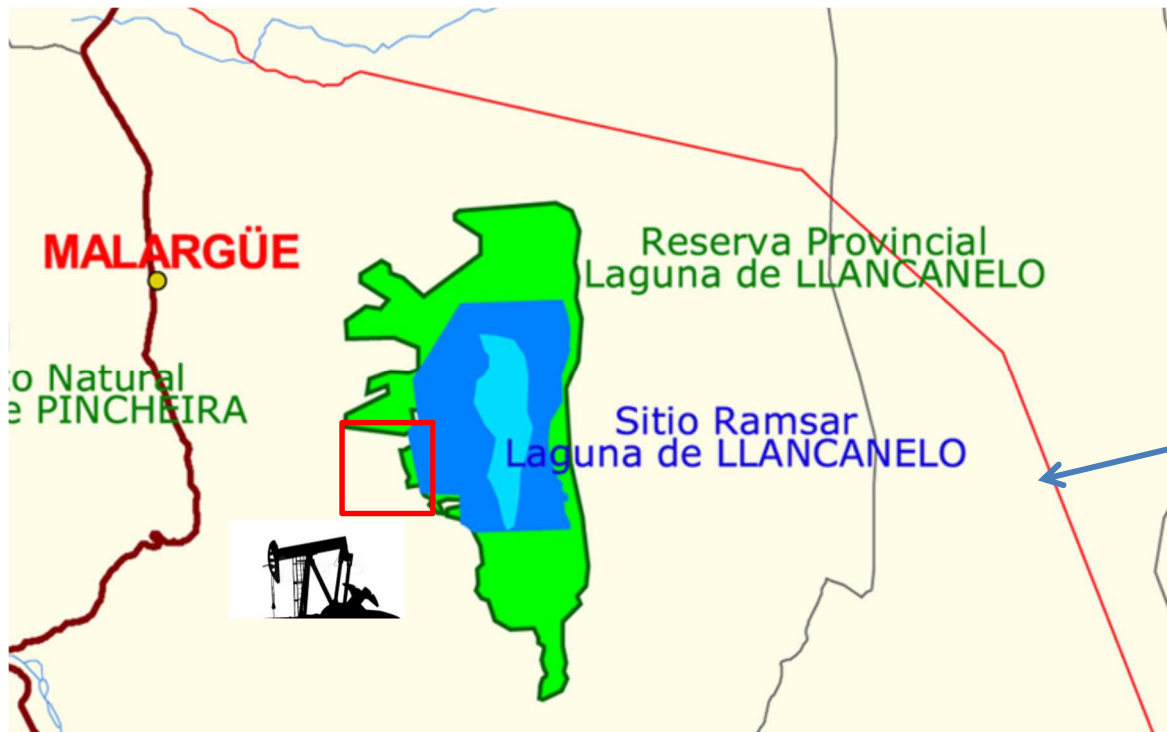 Reserva Provincial
Laguna de LLANCANELO
MALARGÜE
to Natural
e PINCHEIRA
Sitio Ramsar
Laguna de LLANCANELO